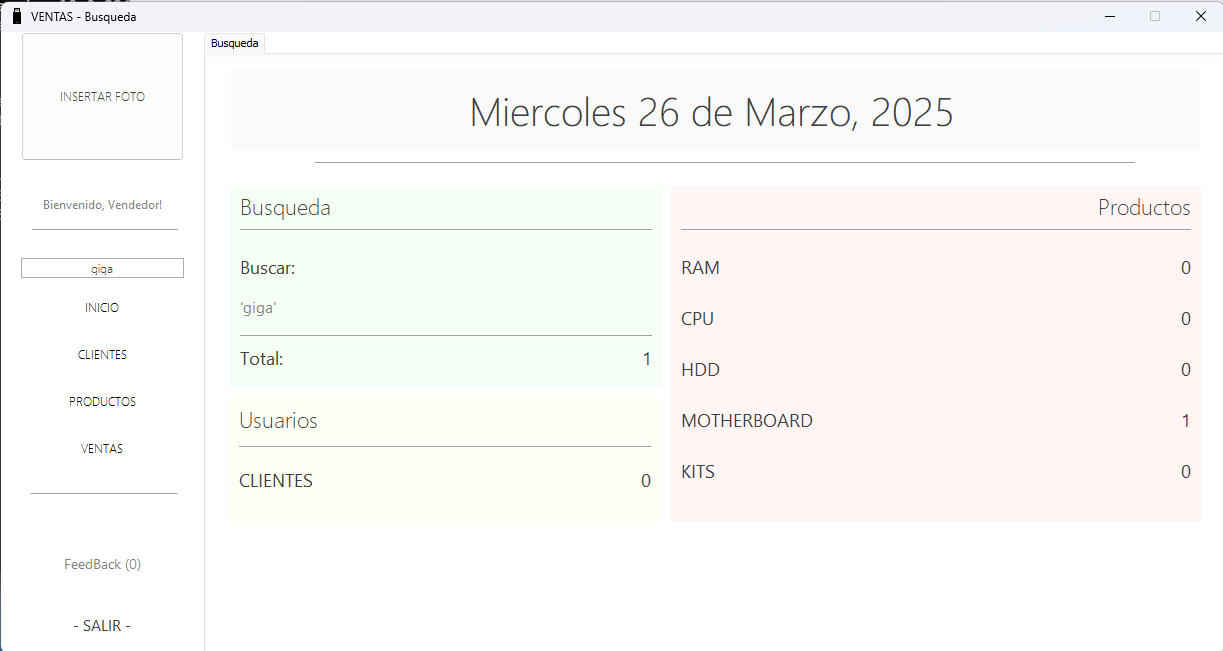 VENTAS - Busqueda
INSERTAR FOTO
Bienvenido, Vendedor!
giga
INICIO
CLIENTES
PRODUCTOS
VENTAS
FeedBack (0)
- SALIR -
Busqueda
Miercoles 26 de Marzo, 2025
Busqueda
Buscar:
'giga'
Total: 1
Usuarios
CLIENTES 0
Productos
RAM 0
CPU 0
HDD 0
MOTHERBOARD 1
KITS 0